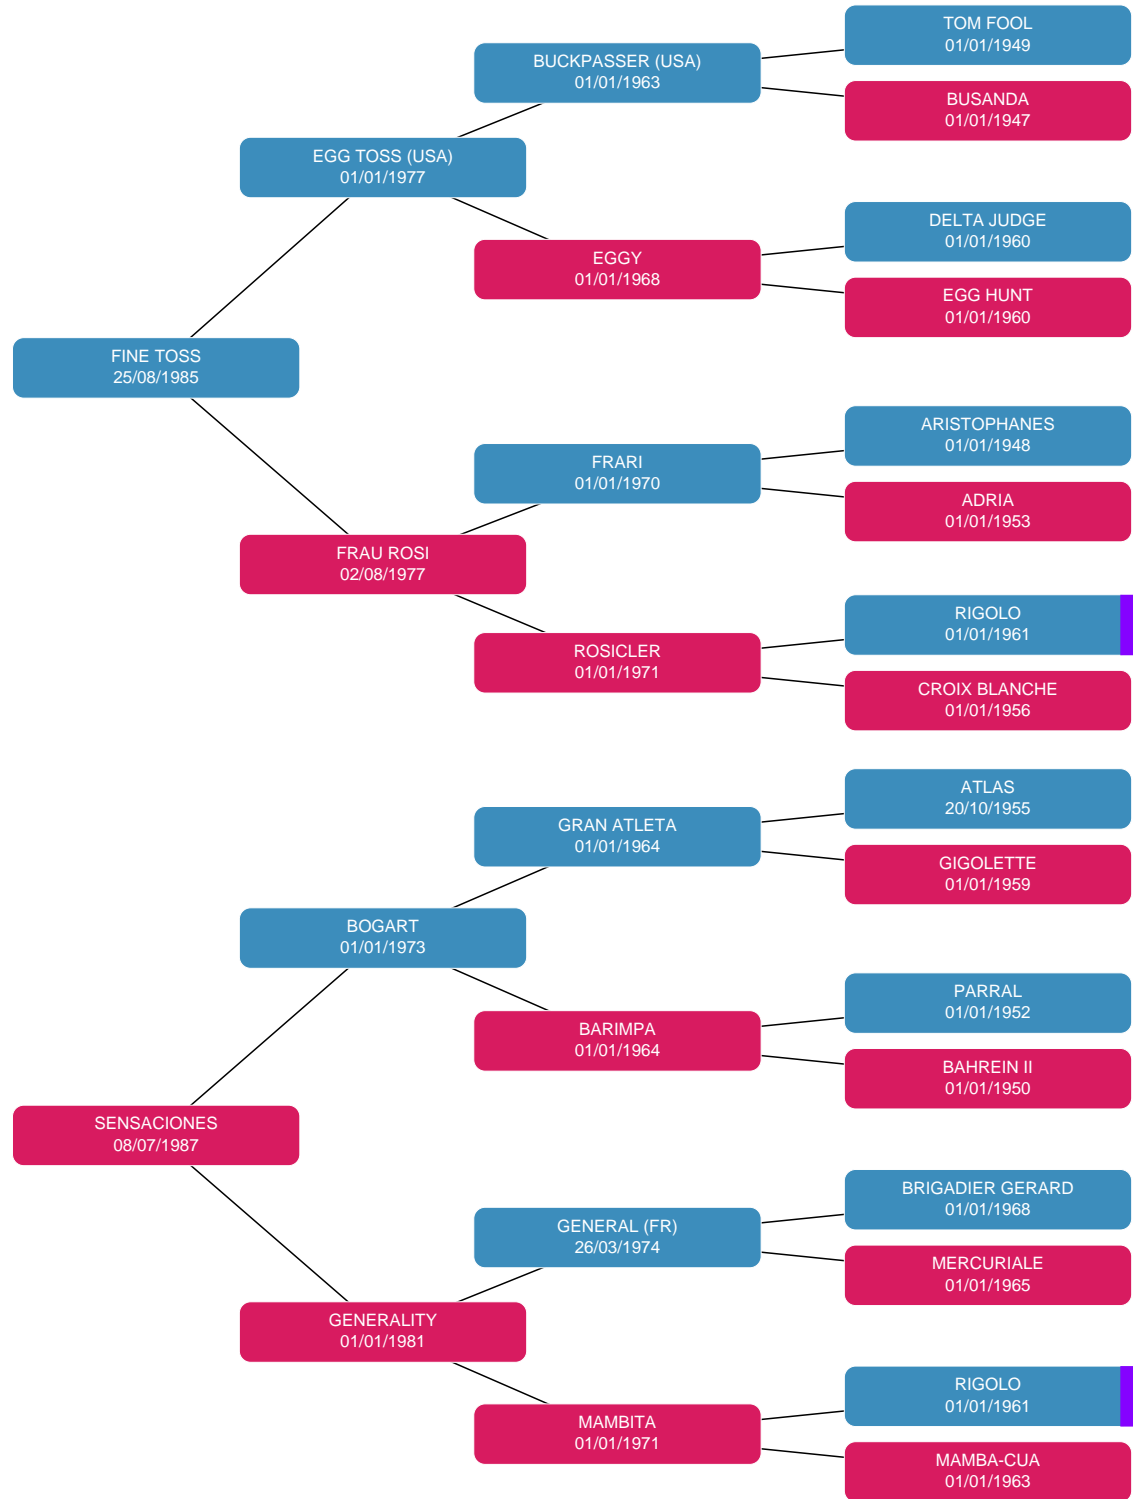 TOM FOOL
01/01/1949
BUCKPASSER (USA)
01/01/1963
BUSANDA
01/01/1947
EGG TOSS (USA)
01/01/1977
DELTA JUDGE
01/01/1960
EGGY
01/01/1968
EGG HUNT
01/01/1960
FINE TOSS
25/08/1985
ARISTOPHANES
01/01/1948
FRARI
01/01/1970
ADRIA
01/01/1953
FRAU ROSI
02/08/1977
RIGOLO
01/01/1961
ROSICLER
01/01/1971
CROIX BLANCHE
01/01/1956
ATLAS
20/10/1955
GRAN ATLETA
01/01/1964
GIGOLETTE
01/01/1959
BOGART
01/01/1973
PARRAL
01/01/1952
BARIMPA
01/01/1964
BAHREIN II
01/01/1950
SENSACIONES
08/07/1987
BRIGADIER GERARD
01/01/1968
GENERAL (FR)
26/03/1974
MERCURIALE
01/01/1965
GENERALITY
01/01/1981
RIGOLO
01/01/1961
MAMBITA
01/01/1971
MAMBA-CUA
01/01/1963